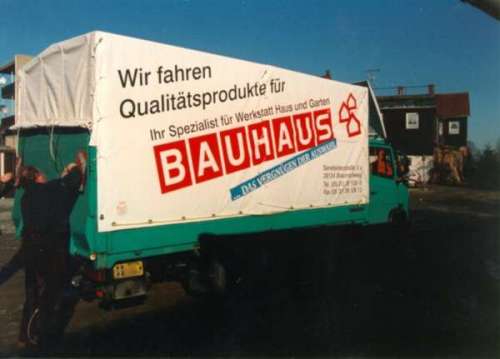 Wir fahren
Qualitätsprodukte für
Ihr Spezialist für Werkstatt Haus und Garten
BAUHAUS
... DAS VERGNÜGEN DER AUSWAHL